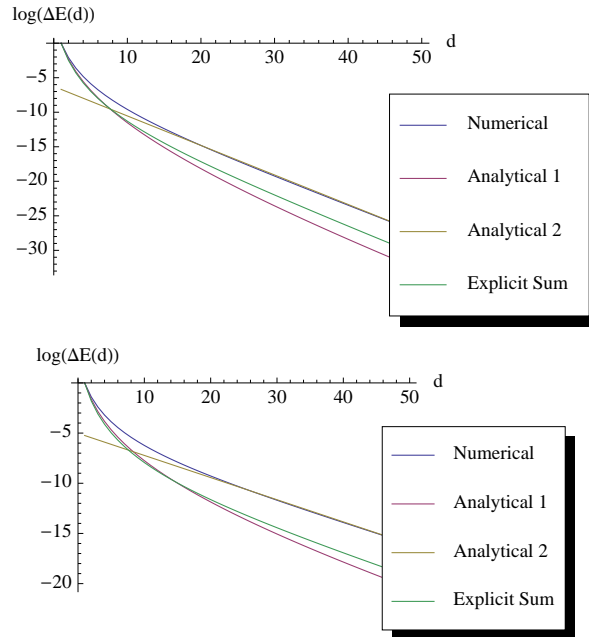 log(ΔE(d))
10 20 30 40 50 d
−5
−10
−15
−20
−25
−30
Numerical
Analytical 1
Analytical 2
Explicit Sum
log(ΔE(d))
10 20 30 40 50 d
−5
−10
−15
−20
Numerical
Analytical 1
Analytical 2
Explicit Sum